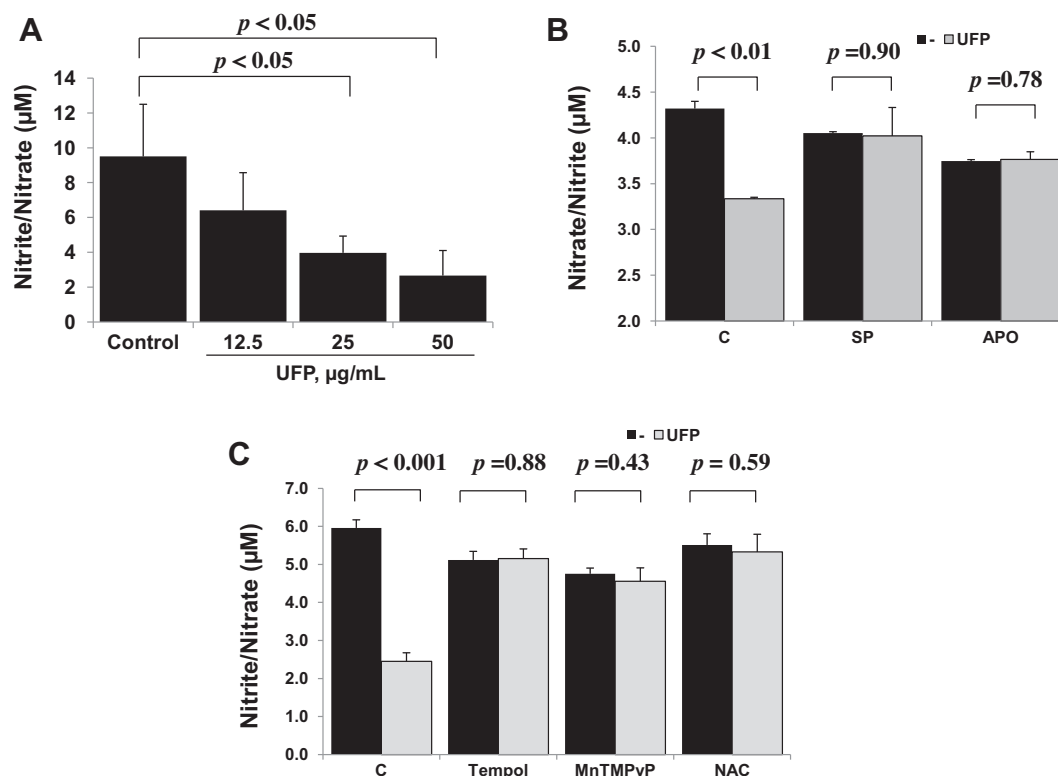 A
p < 0.05
p < 0.05
Nitrite/Nitrate (µM)
14
12
10
8
6
4
2
0
Control 12.5 25 50
UFP, µg/mL
B
- UFP
p < 0.01 p =0.90 p =0.78
Nitrate/Nitrite (µM)
5.0
4.5
4.0
3.5
3.0
2.5
2.0
C SP APO
C
- UFP
p < 0.001 p =0.88 p =0.43 p = 0.59
Nitrite/Nitrate (µM)
7.0
6.0
5.0
4.0
3.0
2.0
1.0
0.0
C Tempol MnTMPyP NAC